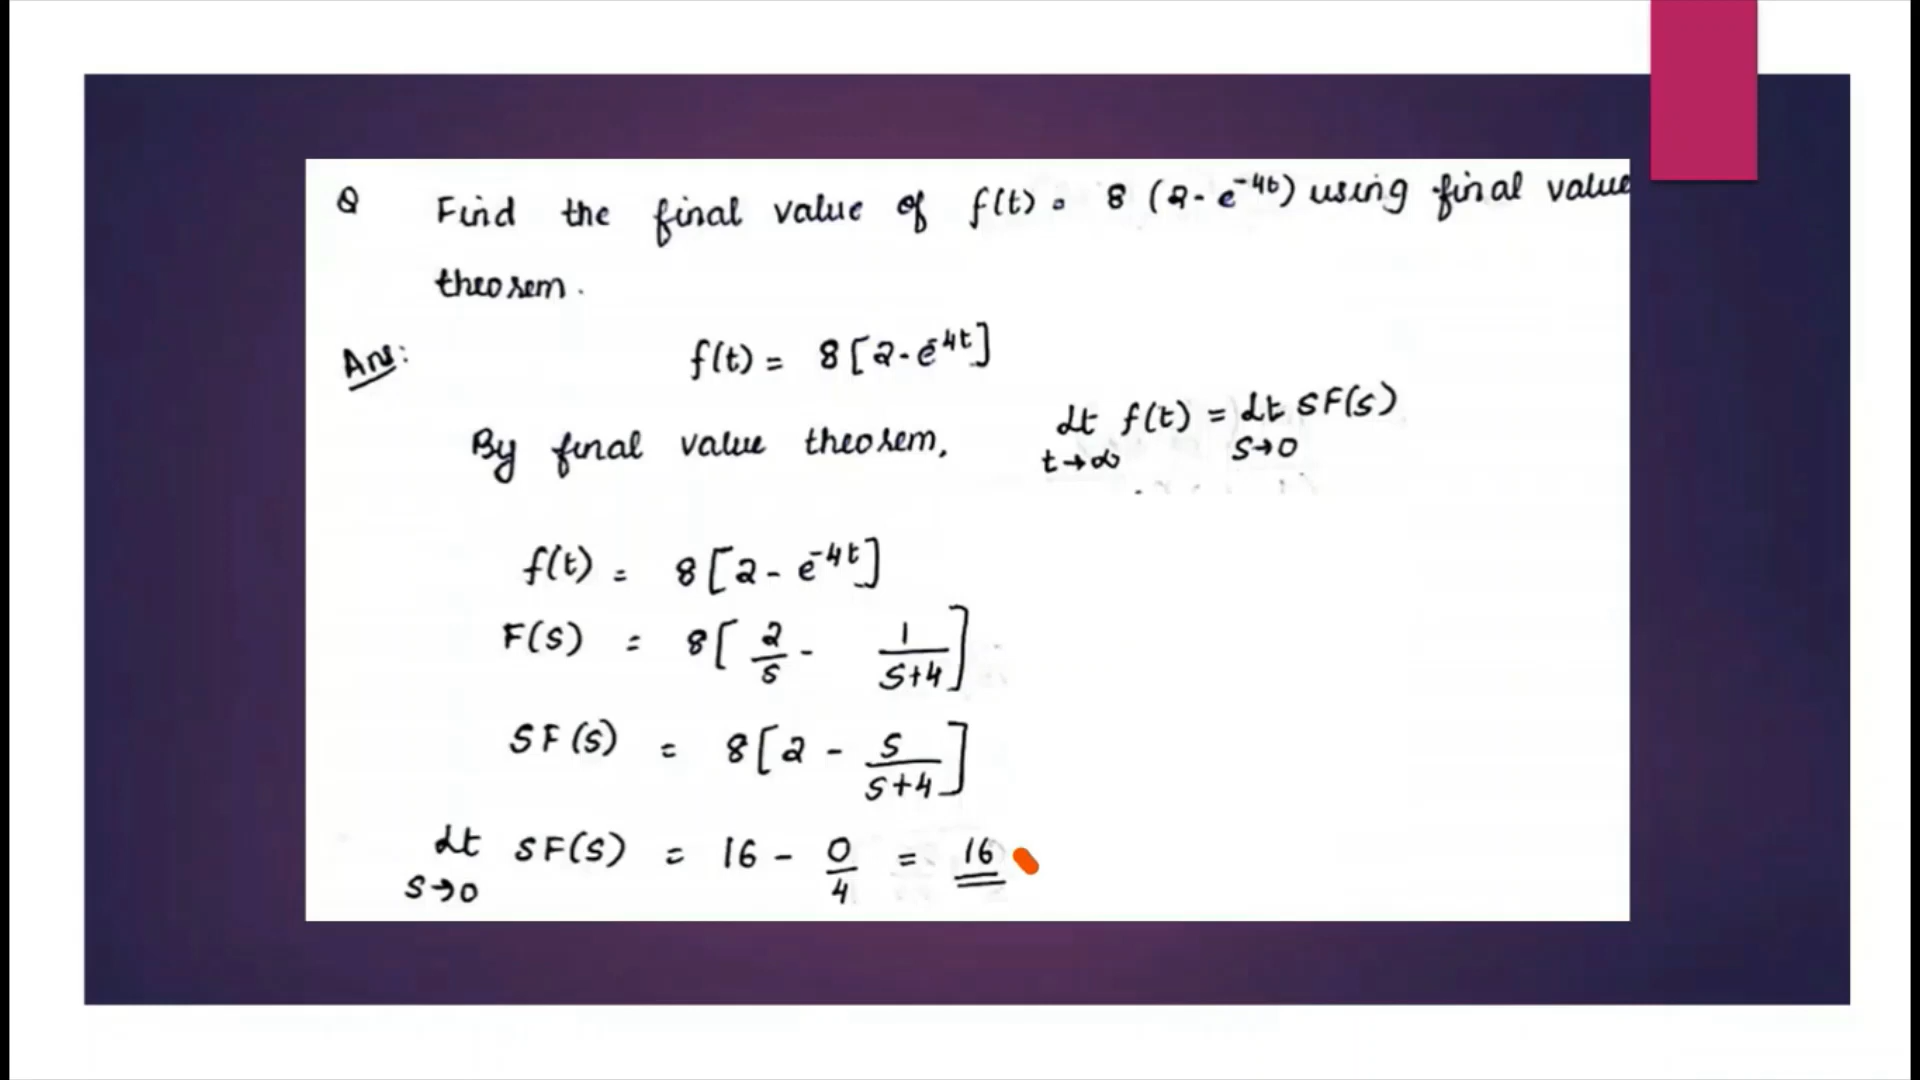 Q Find the final value of f(t) = 8 (2 - e^-4t) using final value
theorem.
Ans: f(t) = 8 [2 - e^-4t]
By final value theorem, Lt t→∞ f(t) = Lt s→0 SF(s)
f(t) = 8 [2 - e^-4t]
F(s) = 8 [ 2/s - 1/(s+4) ]
SF(s) = 8 [ 2 - s/(s+4) ]
Lt s→0 SF(s) = 16 - 0/4 = 16